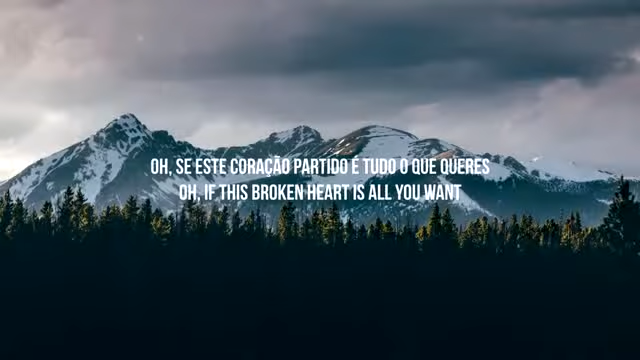 OH, SE ESTE CORAÇÃO PARTIDO É TUDO O QUE QUERES
OH, IF THIS BROKEN HEART IS ALL YOU WANT